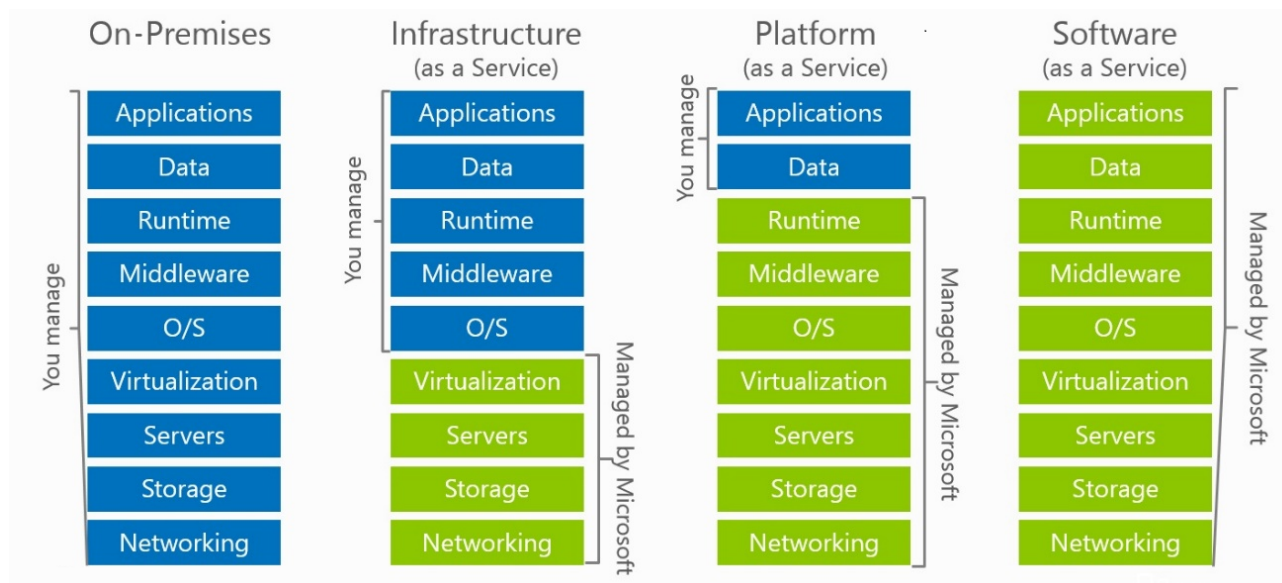 On-Premises
You manage
Applications
Data
Runtime
Middleware
O/S
Virtualization
Servers
Storage
Networking
Infrastructure
(as a Service)
You manage
Applications
Data
Runtime
Middleware
O/S
Virtualization
Servers
Storage
Networking
Managed by Microsoft
Platform
(as a Service)
You manage
Applications
Data
Runtime
Middleware
O/S
Virtualization
Servers
Storage
Networking
Managed by Microsoft
Software
(as a Service)
Applications
Data
Runtime
Middleware
O/S
Virtualization
Servers
Storage
Networking
Managed by Microsoft